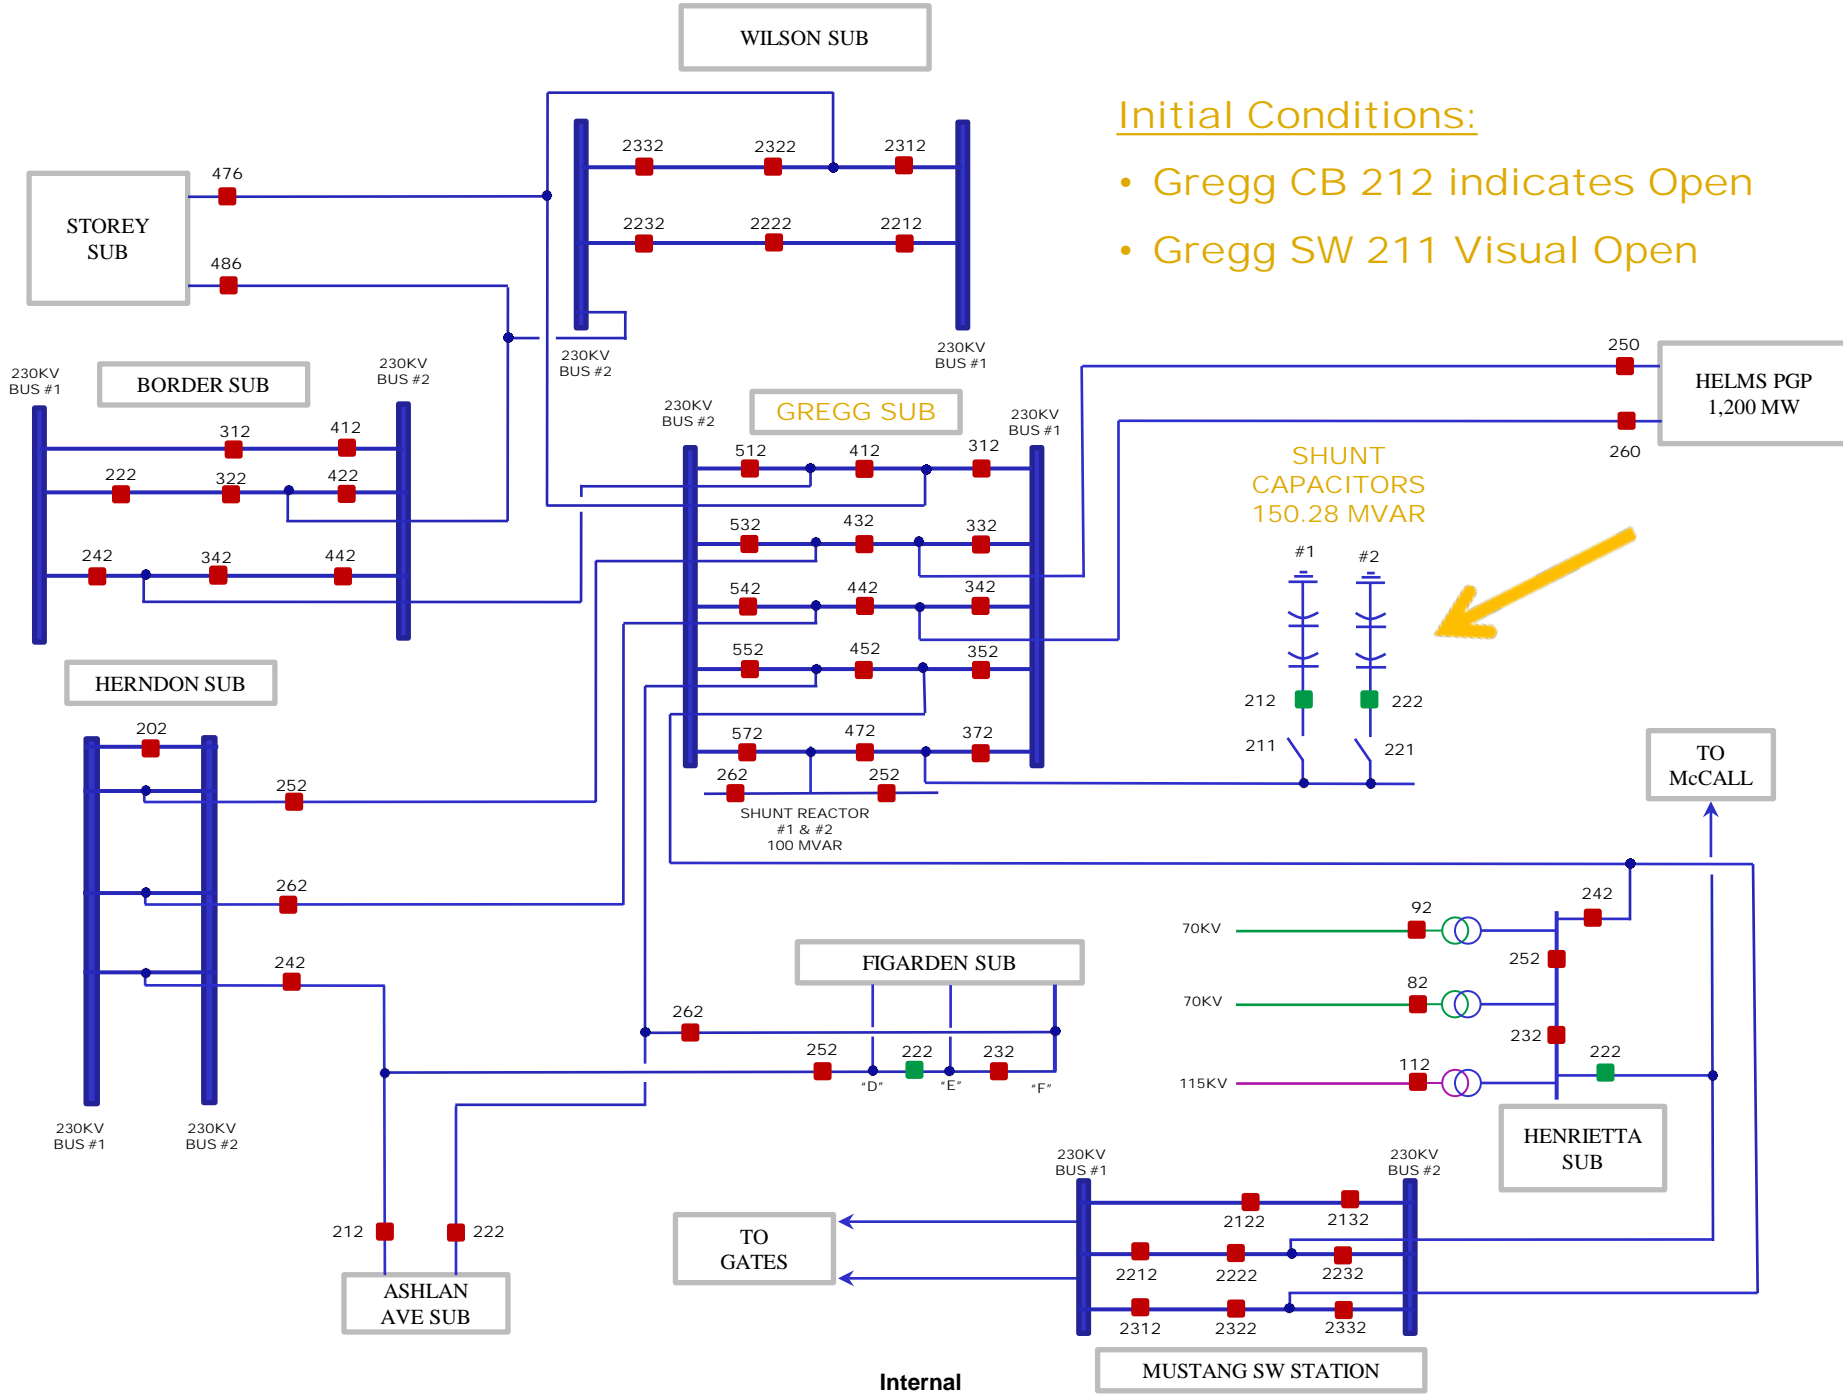 WILSON SUB
Initial Conditions:
• Gregg CB 212 indicates Open
• Gregg SW 211 Visual Open
2332
2322
2312
2232
2222
2212
230KV
BUS #2
230KV
BUS #1
STOREY
SUB
476
486
BORDER SUB
230KV
BUS #1
230KV
BUS #2
312
412
222
322
422
242
342
442
GREGG SUB
230KV
BUS #2
230KV
BUS #1
512
412
312
532
432
332
542
442
342
552
452
352
572
472
372
262
252
SHUNT REACTOR
#1 & #2
100 MVAR
250
260
HELMS PGP
1,200 MW
SHUNT
CAPACITORS
150.28 MVAR
#1
#2
212
222
211
221
HERNDON SUB
202
252
262
242
230KV
BUS #1
230KV
BUS #2
FIGARDEN SUB
262
252
222
232
"D"
"E"
"F"
212
222
ASHLAN
AVE SUB
TO
McCALL
70KV
92
242
252
70KV
82
232
115KV
112
222
HENRIETTA
SUB
230KV
BUS #1
230KV
BUS #2
TO
GATES
2122
2132
2212
2222
2232
2312
2322
2332
MUSTANG SW STATION
Internal